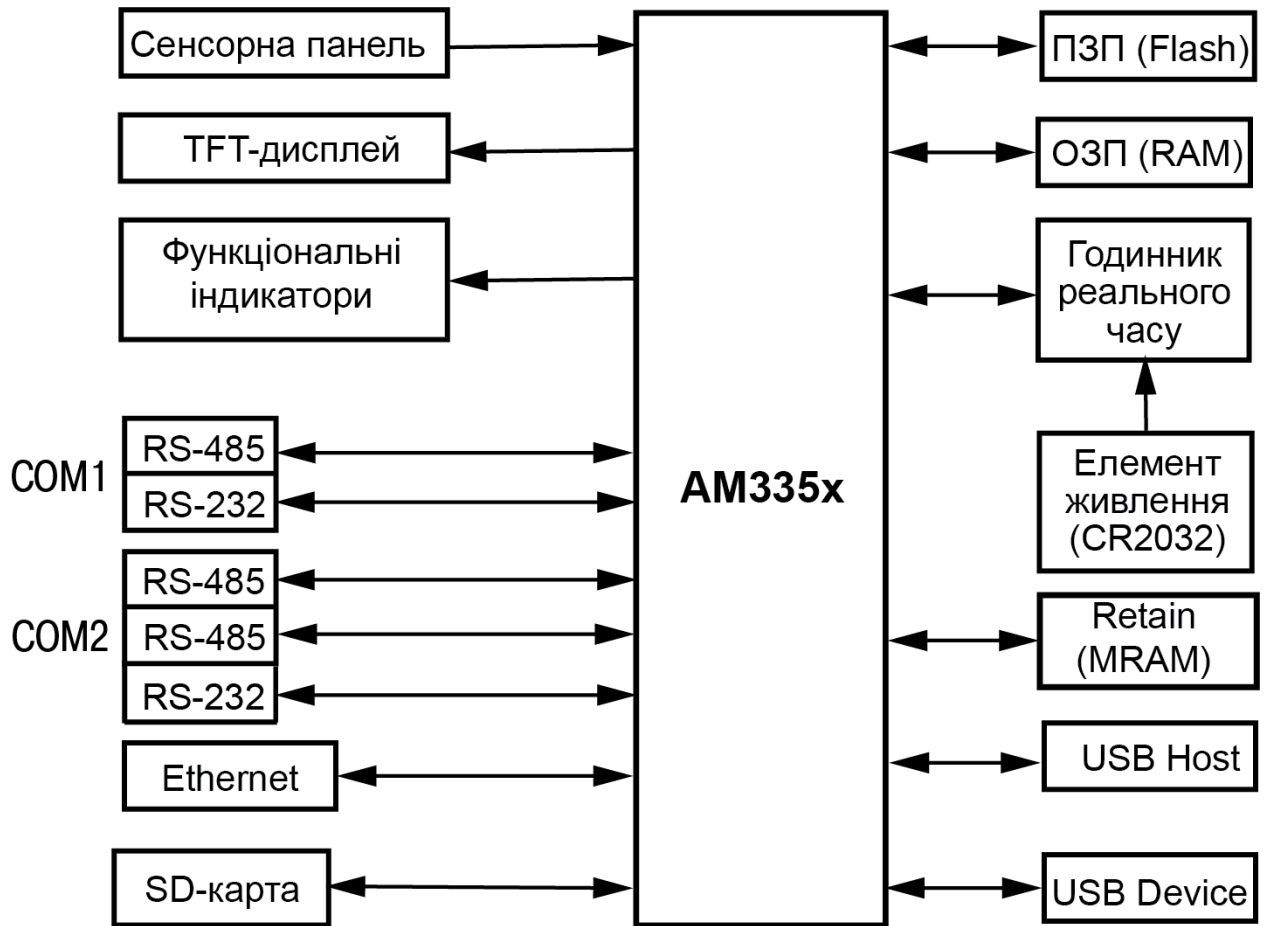 Сенсорна панель
TFT-дисплей
Функціональні
індикатори
COM1
RS-485
RS-232
COM2
RS-485
RS-485
RS-232
Ethernet
SD-карта
AM335x
ПЗП (Flash)
ОЗП (RAM)
Годинник
реального
часу
Елемент
живлення
(CR2032)
Retain
(MRAM)
USB Host
USB Device